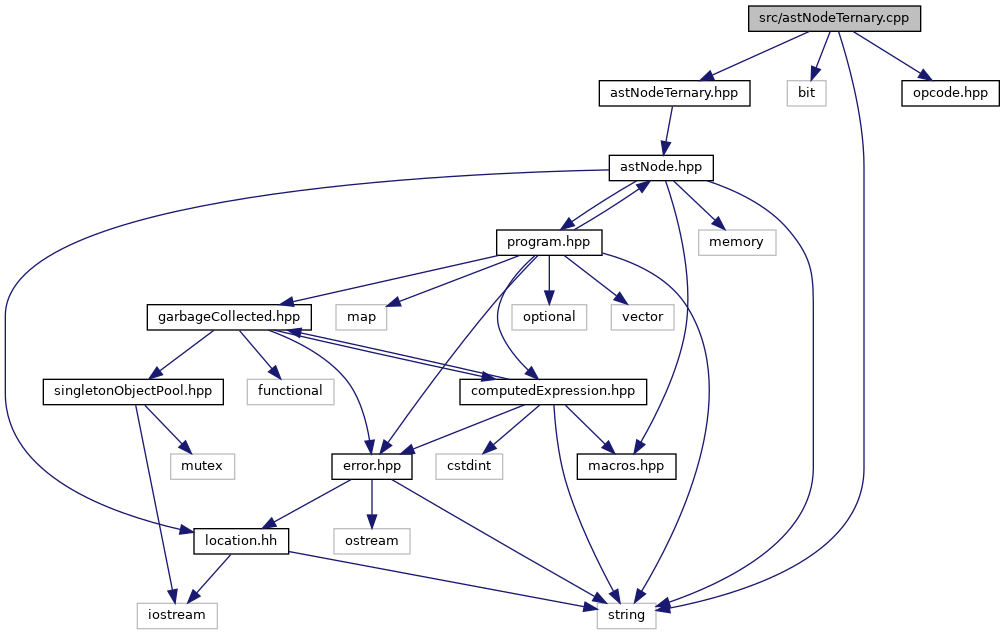 src/astNodeTernary.cpp
astNodeTernary.hpp
bit
opcode.hpp
astNode.hpp
program.hpp
memory
garbageCollected.hpp
map
optional
vector
singletonObjectPool.hpp
functional
computedExpression.hpp
mutex
error.hpp
cstdint
macros.hpp
location.hh
ostream
iostream
string